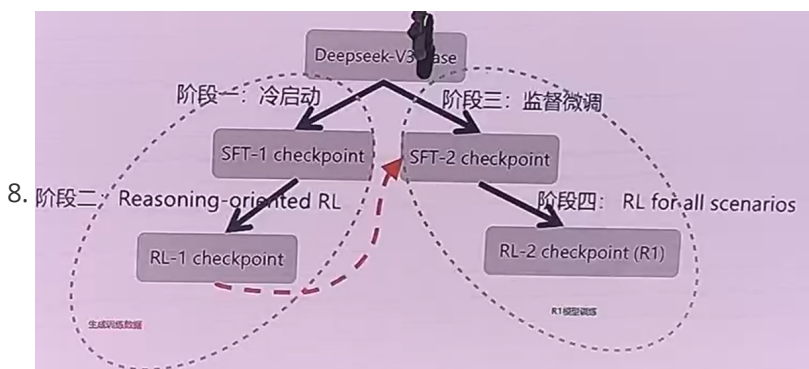 Deepseek-V3 ase
阶段一：冷启动
阶段三：监督微调
SFT-1 checkpoint
SFT-2 checkpoint
8.
阶段二：Reasoning-oriented RL
阶段四：RL for all scenarios
RL-1 checkpoint
RL-2 checkpoint (R1)
生成训练数据
R1模型训练